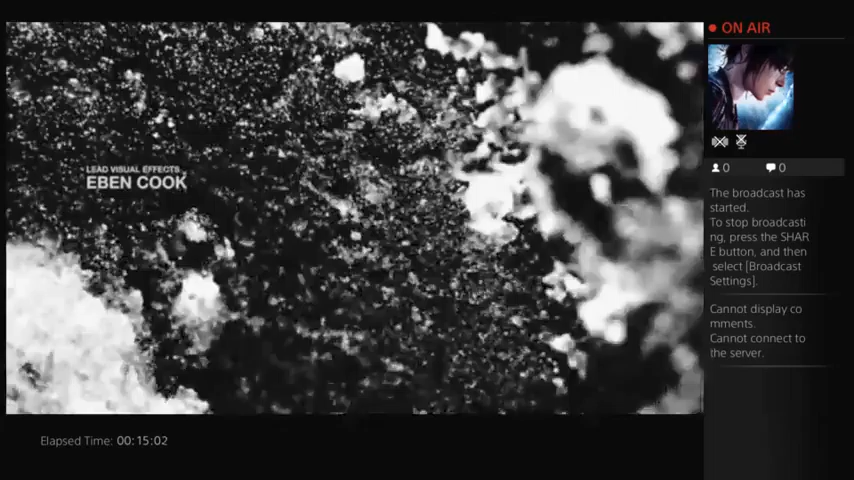 ON AIR
LEAD VISUAL EFFECTS
EBEN COOK
0 0
The broadcast has
started.
To stop broadcasti
ng, press the SHAR
E button, and then
select [Broadcast
Settings].
Cannot display co
mments.
Cannot connect to
the server.
Elapsed Time: 00:15:02